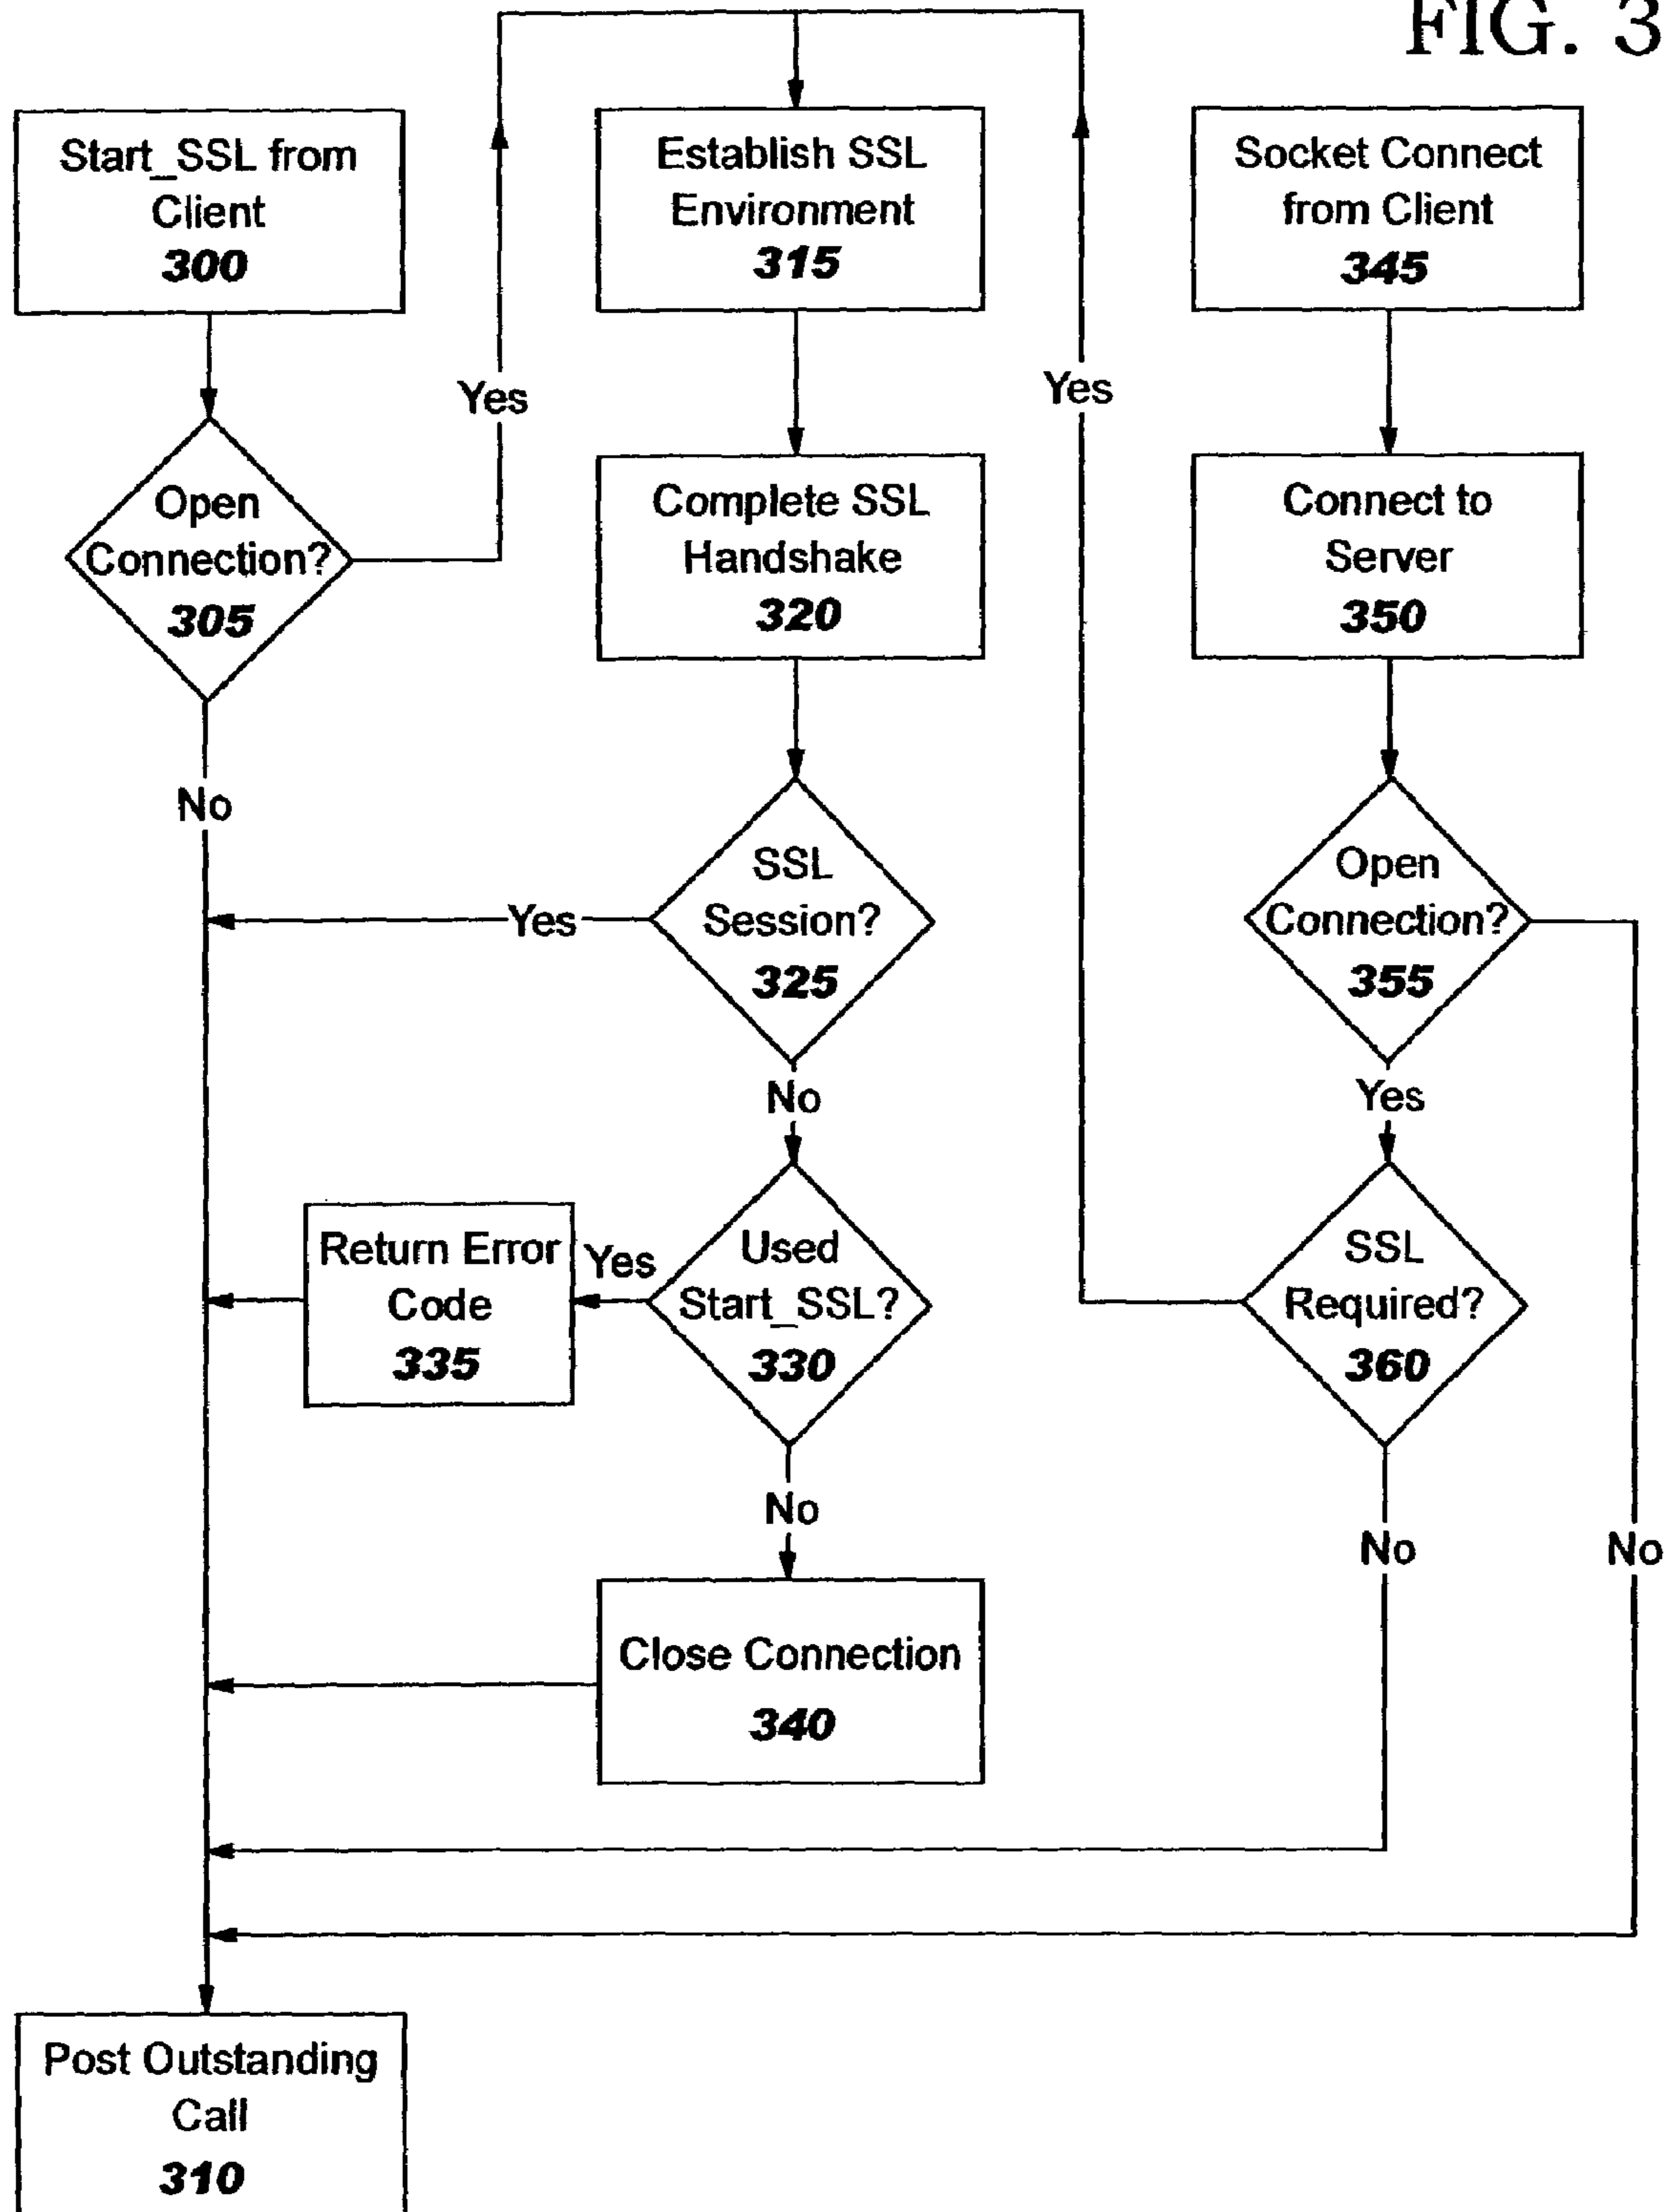 FIG. 3
Start_SSL from
Client
300
Yes
Establish SSL
Environment
315
Yes
Socket Connect
from Client
345
Open
Connection?
305
Complete SSL
Handshake
320
Connect to
Server
350
No
Yes
SSL
Session?
325
Open
Connection?
355
No
Yes
Return Error
Code
335
Yes
Used
Start_SSL?
330
SSL
Required?
360
No
No
No
Close Connection
340
Post Outstanding
Call
310